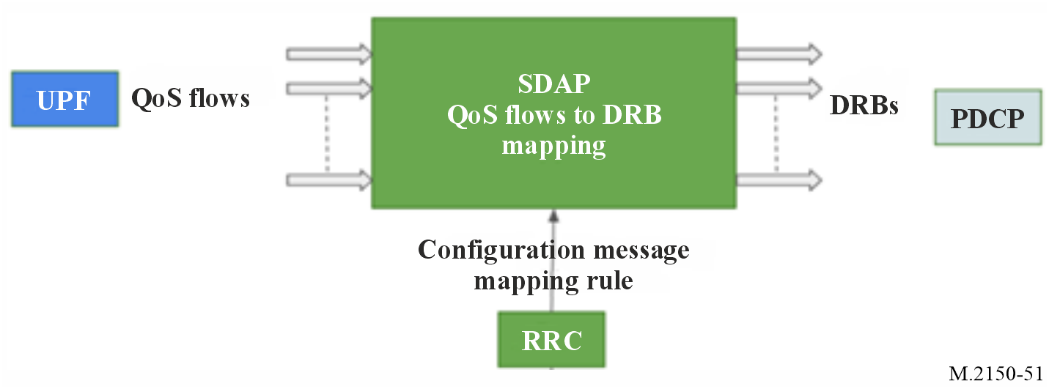 UPF
QoS flows
SDAP
QoS flows to DRB
mapping
DRBs
PDCP
Configuration message
mapping rule
RRC
M.2150-51